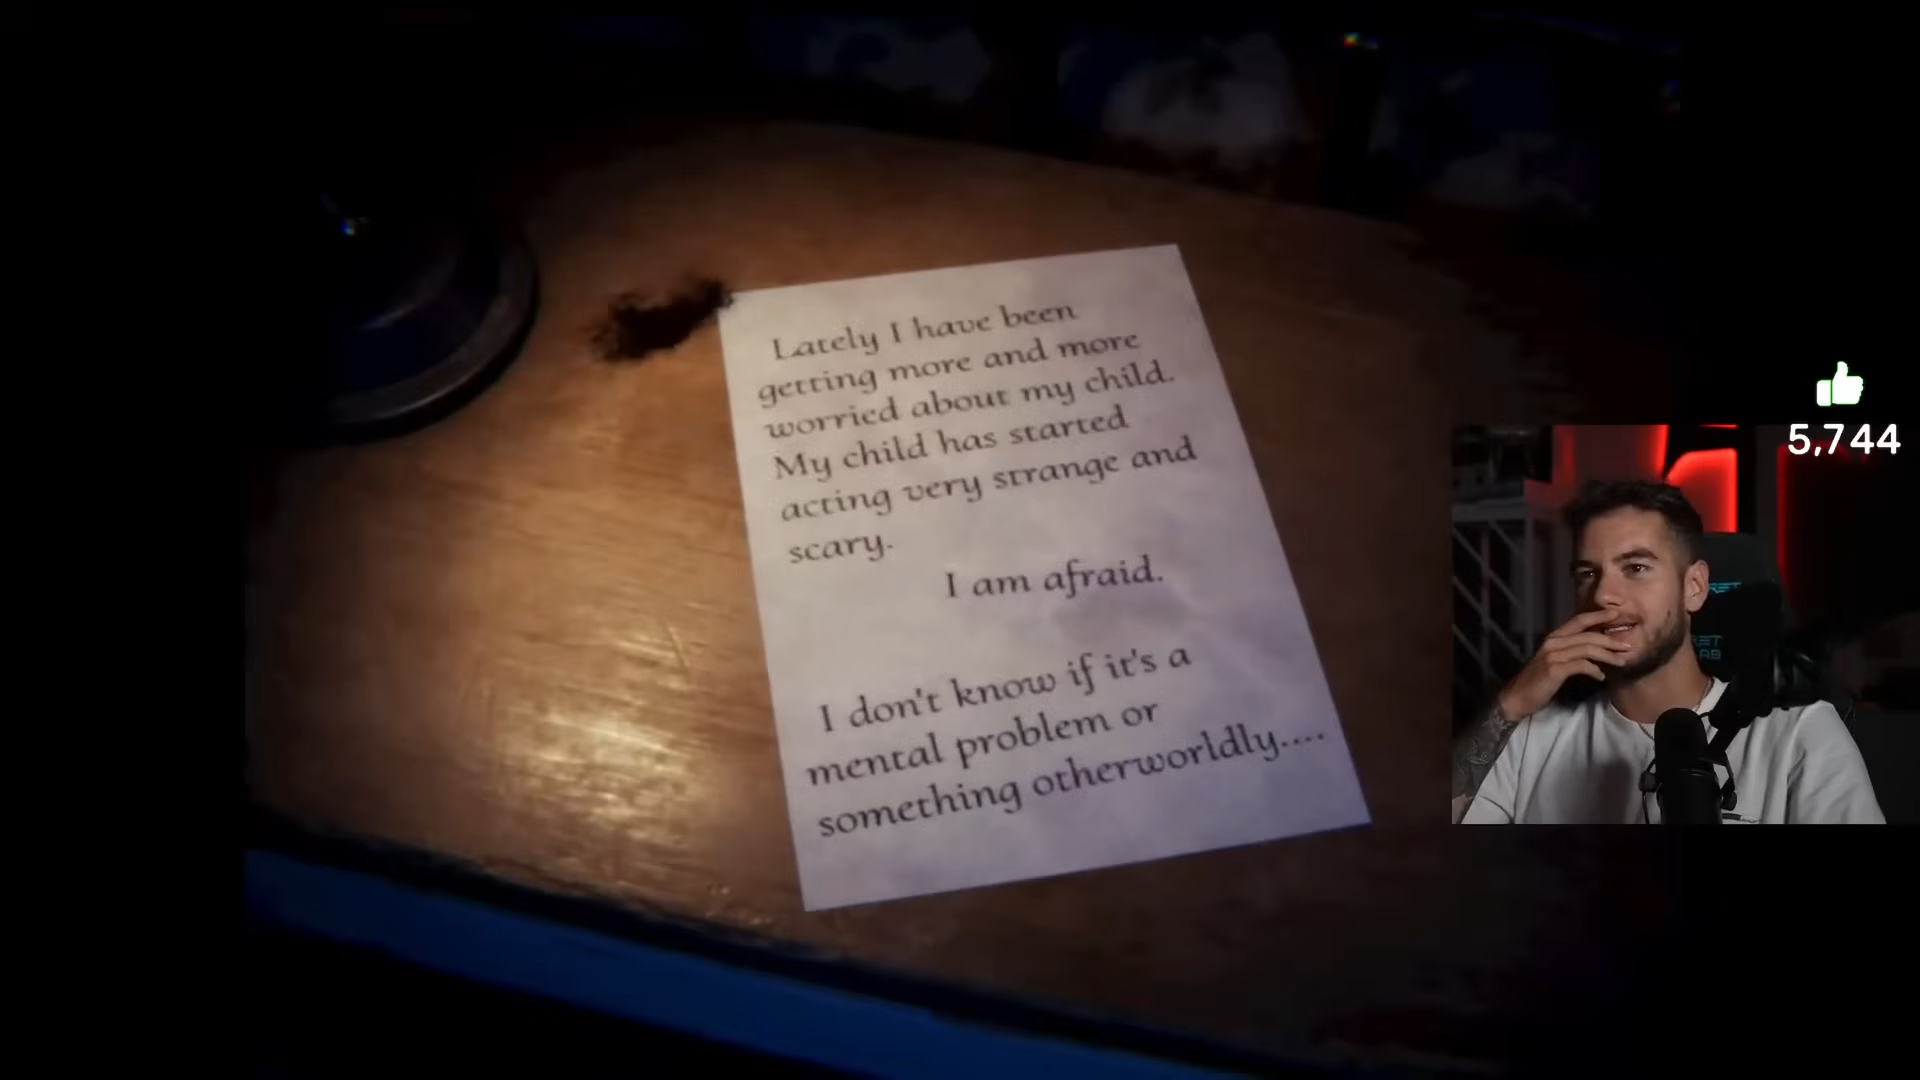 Lately I have been
getting more and more
worried about my child.
My child has started
acting very strange and
scary.
I am afraid.
I don't know if it's a
mental problem or
something otherworldly....
5,744